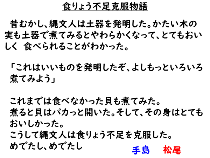 食りょう不足克服物語
昔むかし、縄文人は土器を発明した。かたい木の
実も土器で煮てみるとやわらかくなって、とてもおい
しく 食べられることがわかった。
「これはいいものを発明したぞ、よしもっといろいろ
煮てみよう」
これまでは食べなかった貝も煮てみた。
煮ると貝はパカっと開いた。そして、その身はとても
おいしかった。
こうして縄文人は食りょう不足を克服した。
めでたし、めでたし
手島 松尾